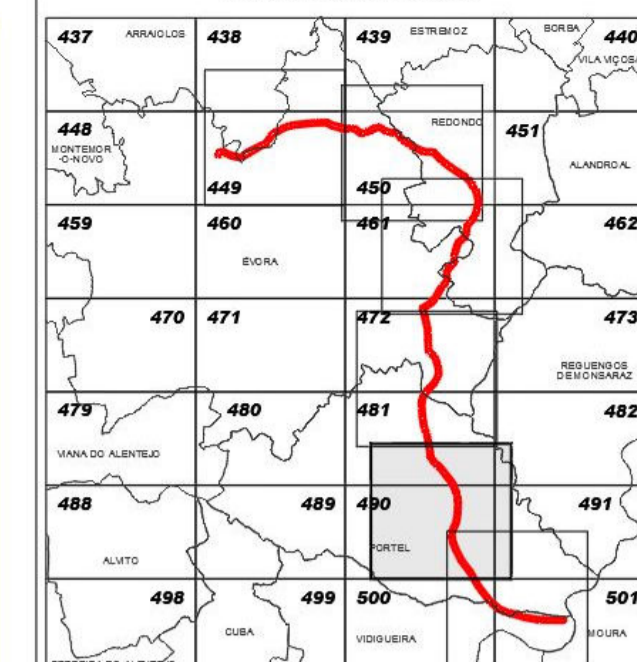 437 ARRAIOLOS 438 439 ESTREMOZ BORBA 440
VILA VIÇOSA
448 REDONDO 451
MONTEMOR
-O-NOVO
ALANDROAL
449 450
459 460 461 462
ÉVORA
470 471 472 473
REGUENGOS
DE MONSARAZ
479 480 481 482
VIANA DO ALENTEJO
488 489 490 491
ALVITO PORTEL
498 499 500 501
CUBA VIDIGUEIRA MOURA